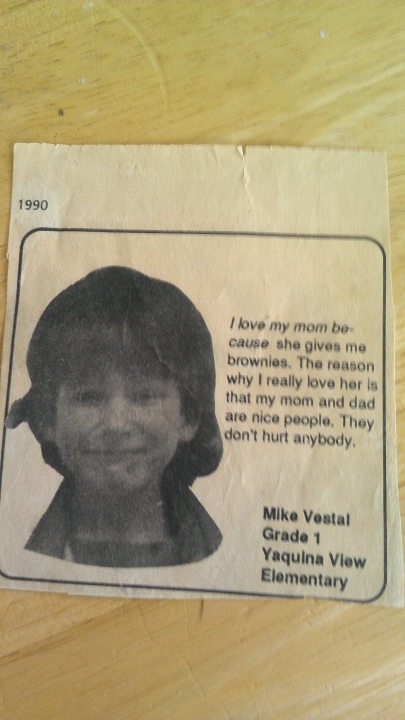 1990
I love my mom be-
cause she gives me
brownies. The reason
why I really love her is
that my mom and dad
are nice people. They
don't hurt anybody.
Mike Vestal
Grade 1
Yaquina View
Elementary